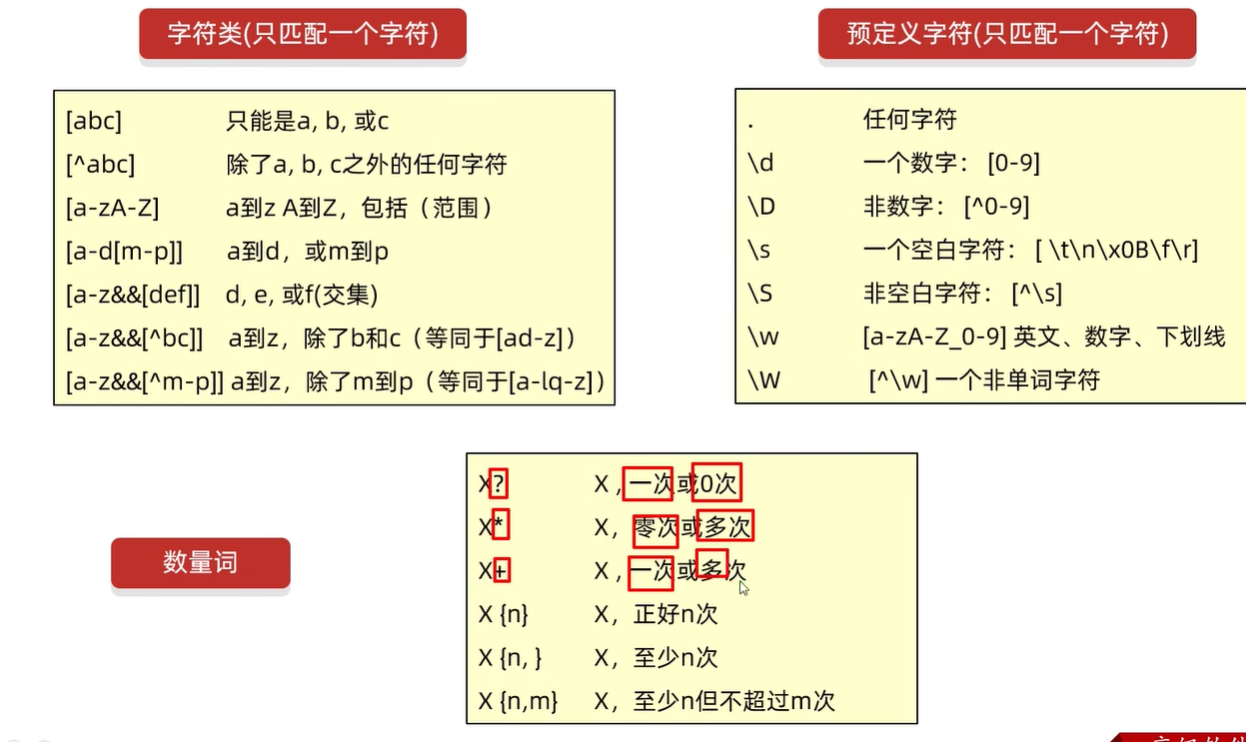 字符类(只匹配一个字符)
[abc] 只能是a, b, 或c
[^abc] 除了a, b, c之外的任何字符
[a-zA-Z] a到z A到Z，包括（范围）
[a-d[m-p]] a到d，或m到p
[a-z&&[def]] d, e, 或f(交集)
[a-z&&[^bc]] a到z，除了b和c（等同于[ad-z]）
[a-z&&[^m-p]] a到z，除了m到p（等同于[a-lq-z]）
预定义字符(只匹配一个字符)
. 任何字符
\d 一个数字： [0-9]
\D 非数字： [^0-9]
\s 一个空白字符： [ \t\n\x0B\f\r]
\S 非空白字符： [^\s]
\w [a-zA-Z_0-9] 英文、数字、下划线
\W [^\w] 一个非单词字符
数量词
X? X , 一次或0次
X* X，零次或多次
X+ X , 一次或多次
X {n} X，正好n次
X {n, } X，至少n次
X {n,m} X，至少n但不超过m次